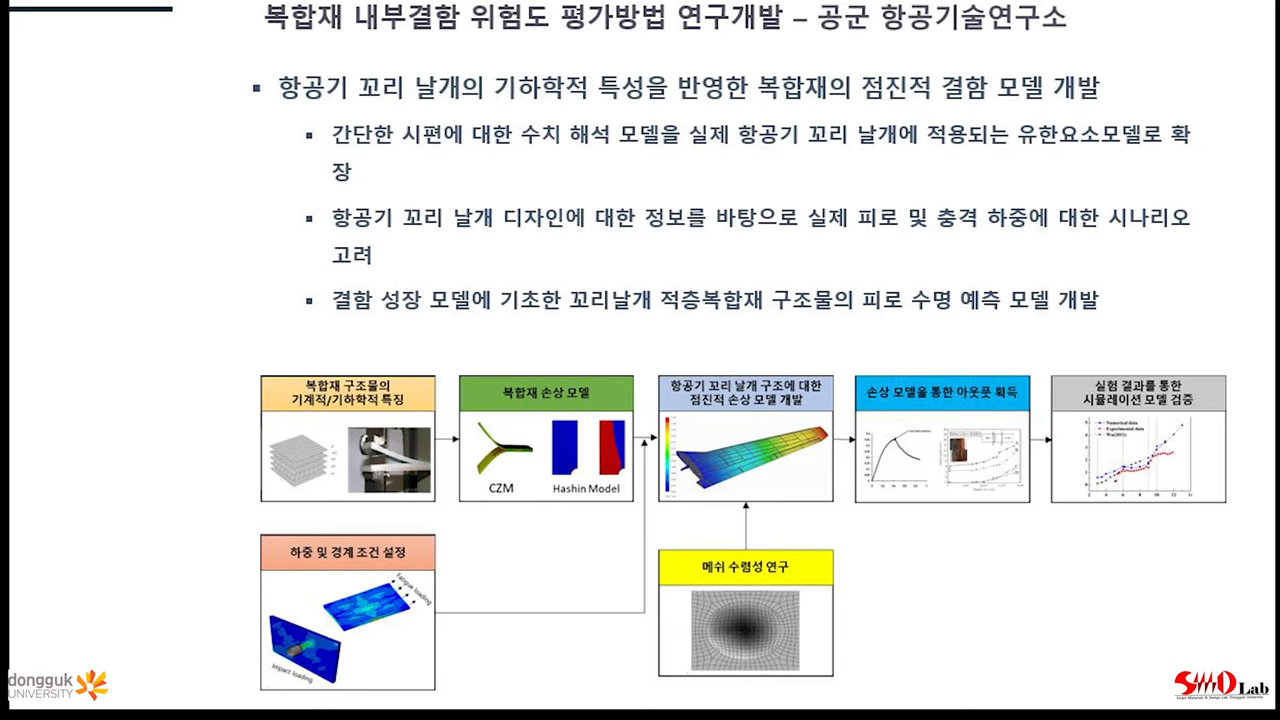 복합재 내부결함 위험도 평가방법 연구개발 – 공군 항공기술연구소
▪ 항공기 꼬리 날개의 기하학적 특성을 반영한 복합재의 점진적 결함 모델 개발
▪ 간단한 시편에 대한 수치 해석 모델을 실제 항공기 꼬리 날개에 적용되는 유한요소모델로 확
장
▪ 항공기 꼬리 날개 디자인에 대한 정보를 바탕으로 실제 피로 및 충격 하중에 대한 시나리오
고려
▪ 결함 성장 모델에 기초한 꼬리날개 적층복합재 구조물의 피로 수명 예측 모델 개발
복합재 구조물의
기계적/기하학적 특징
복합재 손상 모델
CZM
Hashin Model
항공기 꼬리 날개 구조에 대한
점진적 손상 모델 개발
손상 모델을 통한 아웃풋 획득
실험 결과를 통한
시뮬레이션 모델 검증
Numerical data
Experimental data
하중 및 경계 조건 설정
Fatigue loading
Impact loading
메쉬 수렴성 연구
dongguk
UNIVERSITY
SMD Lab
Smart Materials & Design Lab, Dongguk University